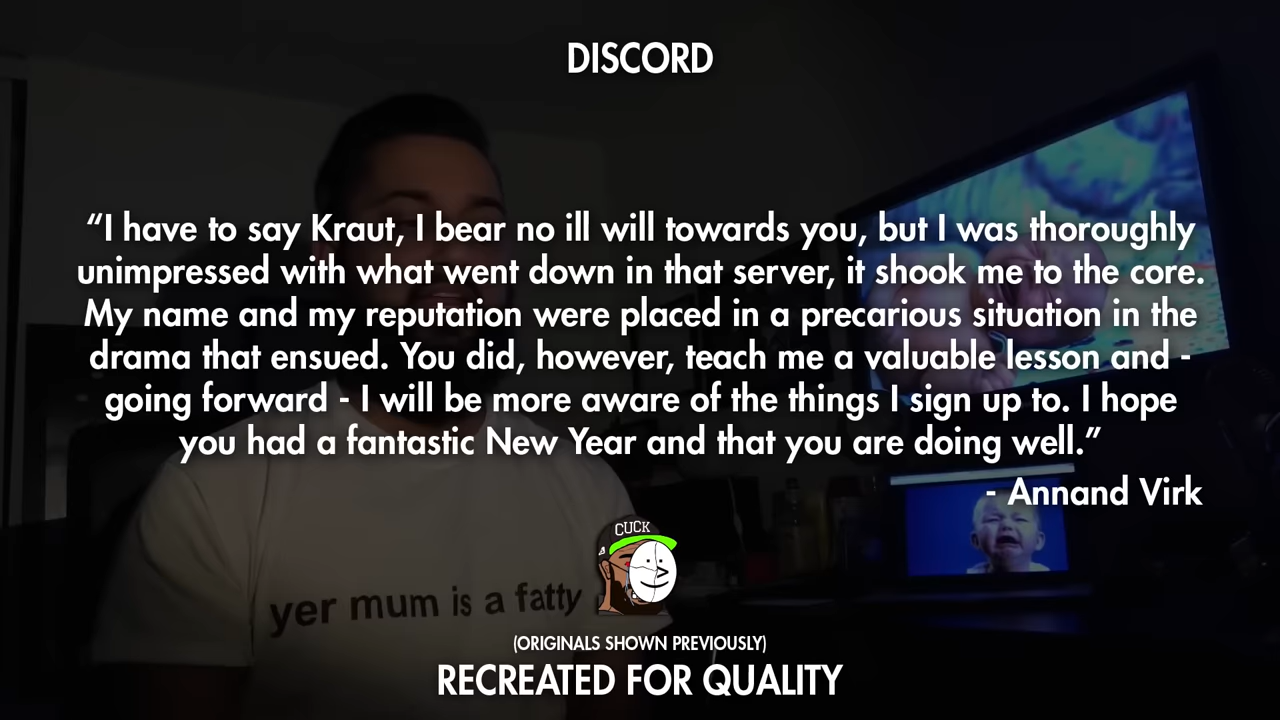 DISCORD
“I have to say Kraut, I bear no ill will towards you, but I was thoroughly
unimpressed with what went down in that server, it shook me to the core.
My name and my reputation were placed in a precarious situation in the
drama that ensued. You did, however, teach me a valuable lesson and -
going forward - I will be more aware of the things I sign up to. I hope
you had a fantastic New Year and that you are doing well.”
- Annand Virk
CUCK
yer mum is a fatty
(ORIGINALS SHOWN PREVIOUSLY)
RECREATED FOR QUALITY